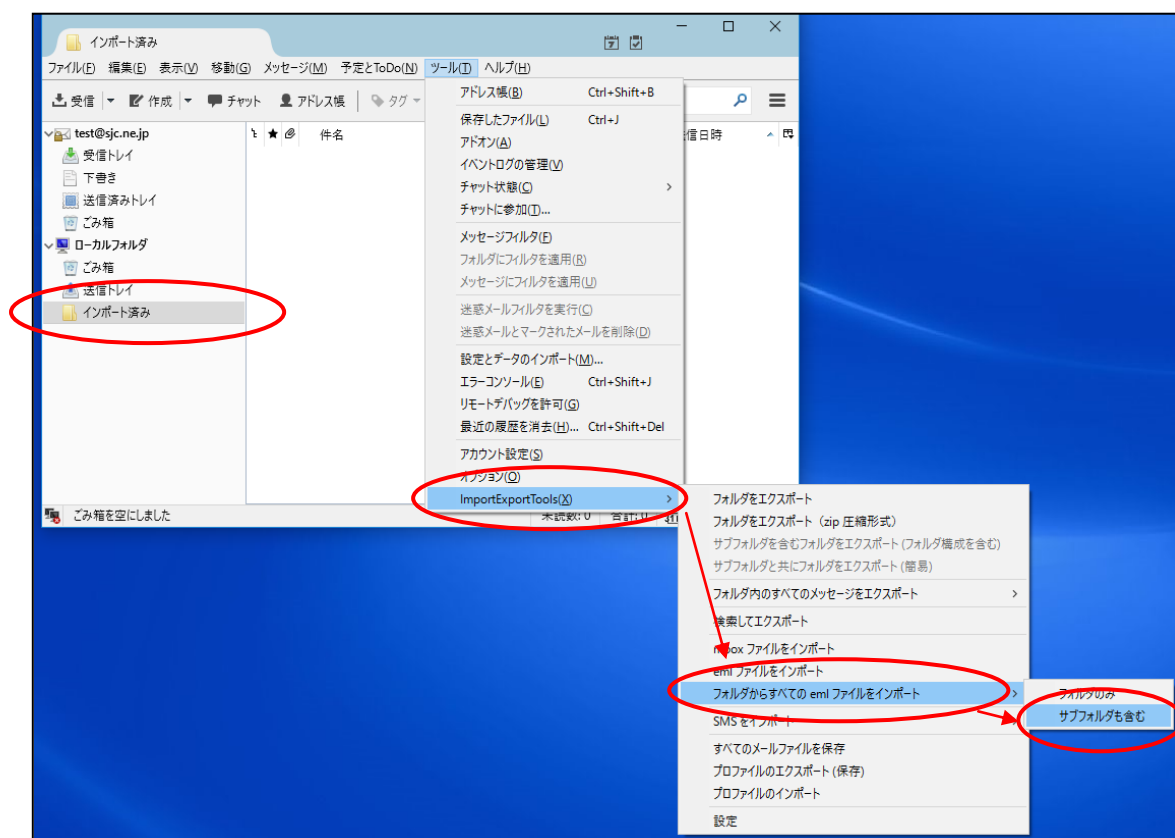 インポート済み
ファイル(F) 編集(E) 表示(V) 移動(G) メッセージ(M) 予定とToDo(N) ツール(T) ヘルプ(H)
受信 作成 チャット アドレス帳 タグ
test@sjc.ne.jp
受信トレイ
下書き
送信済みトレイ
ごみ箱
ローカルフォルダ
ごみ箱
送信トレイ
インポート済み
件名
信日時
アドレス帳(B) Ctrl+Shift+B
保存したファイル(L) Ctrl+J
アドオン(A)
イベントログの管理(V)
チャット状態(C)
チャットに参加(T)...
メッセージフィルタ(F)
フォルダにフィルタを適用(R)
メッセージにフィルタを適用(U)
迷惑メールフィルタを実行(C)
迷惑メールとマークされたメールを削除(D)
設定とデータのインポート(M)...
エラーコンソール(E) Ctrl+Shift+J
リモートデバッグを許可(G)
最近の履歴を消去(H)... Ctrl+Shift+Del
アカウント設定(S)
オプション(O)
ImportExportTools(X)
ごみ箱を空にしました
未読数: 0 合計: 0
フォルダをエクスポート
フォルダをエクスポート（zip 圧縮形式）
サブフォルダを含むフォルダをエクスポート (フォルダ構成を含む)
サブフォルダと共にフォルダをエクスポート (簡易)
フォルダ内のすべてのメッセージをエクスポート
検索してエクスポート
mbox ファイルをインポート
eml ファイルをインポート
フォルダからすべての eml ファイルをインポート
SMS をインポート
すべてのメールファイルを保存
プロファイルのエクスポート (保存)
プロファイルのインポート
設定
フォルダのみ
サブフォルダも含む